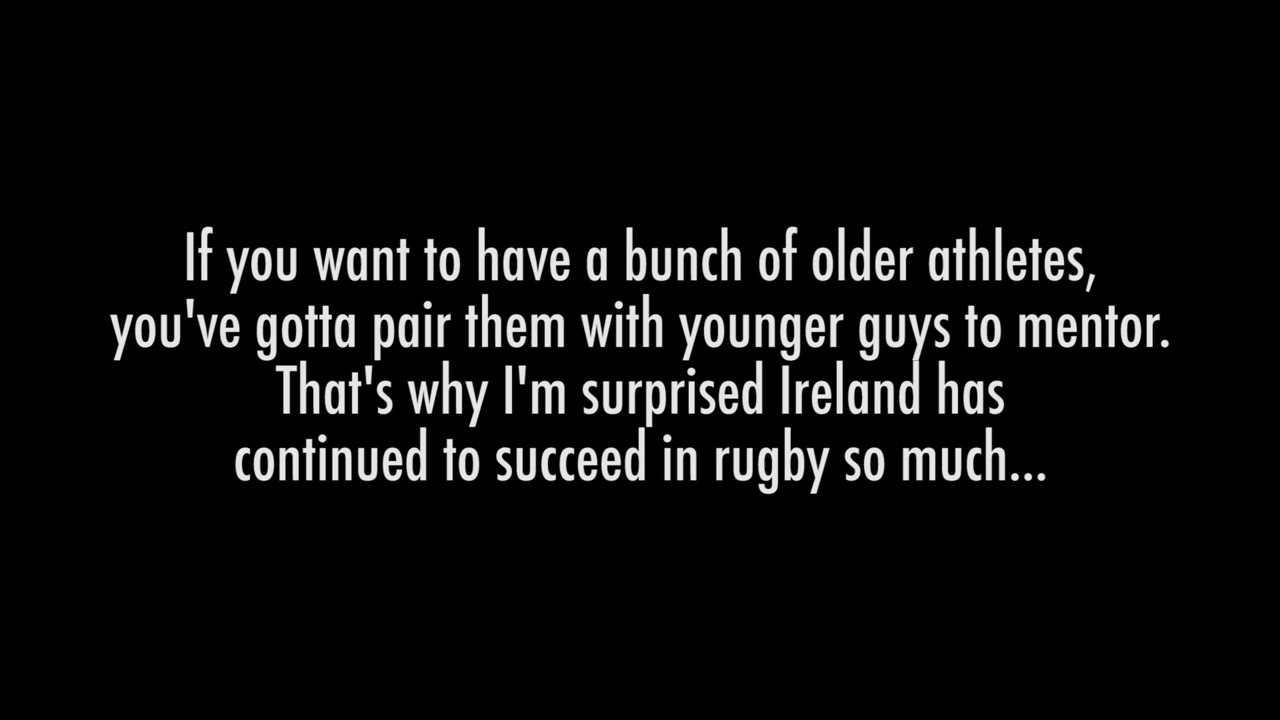 If you want to have a bunch of older athletes,
you've gotta pair them with younger guys to mentor.
That's why I'm surprised Ireland has
continued to succeed in rugby so much...